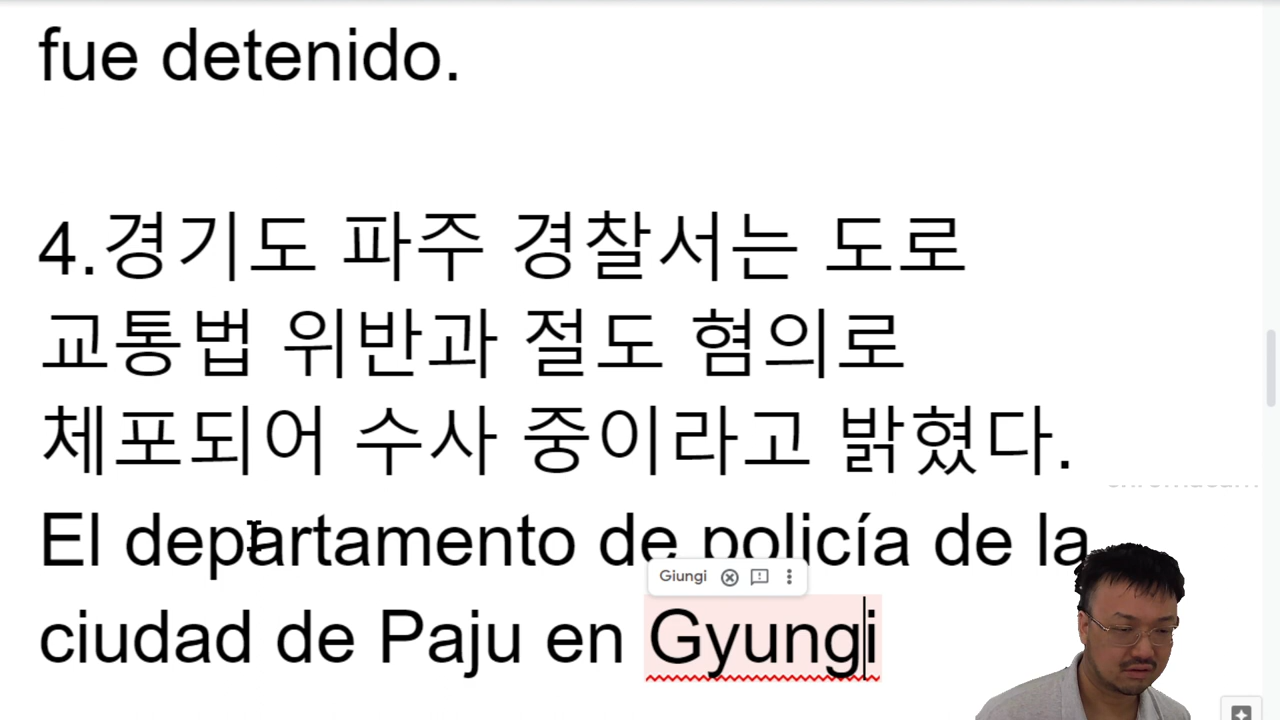 fue detenido.
4.경기도 파주 경찰서는 도로
교통법 위반과 절도 혐의로
체포되어 수사 중이라고 밝혔다.
El departamento de policía de la
Giungi
ciudad de Paju en Gyungi